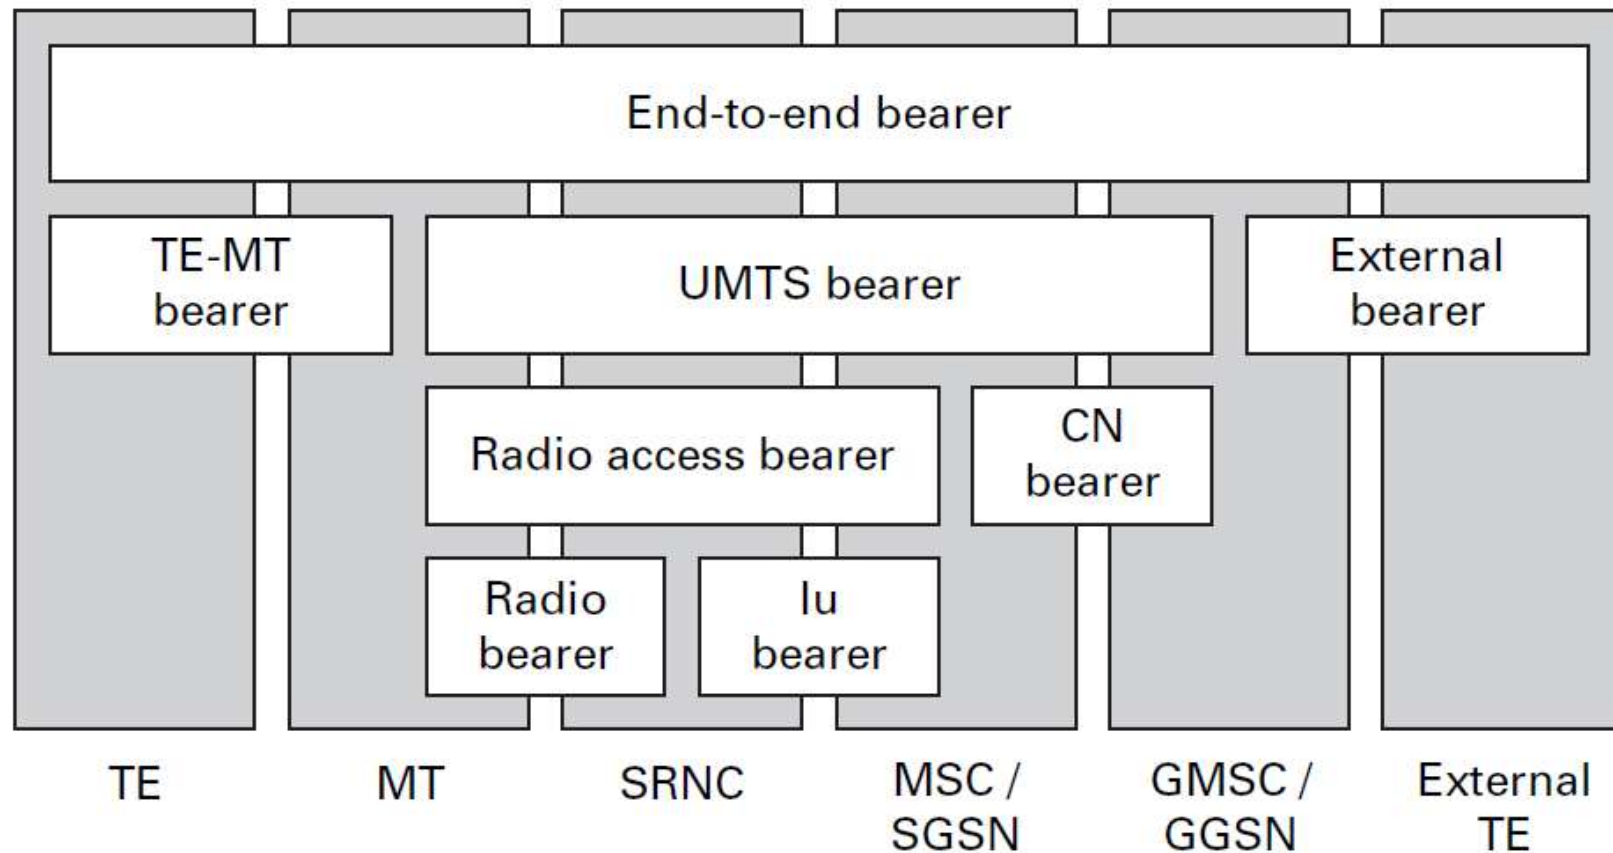 End-to-end bearer
TE-MT
bearer
UMTS bearer
External
bearer
Radio access bearer
CN
bearer
Radio
bearer
Iu
bearer
TE
MT
SRNC
MSC /
SGSN
GMSC /
GGSN
External
TE